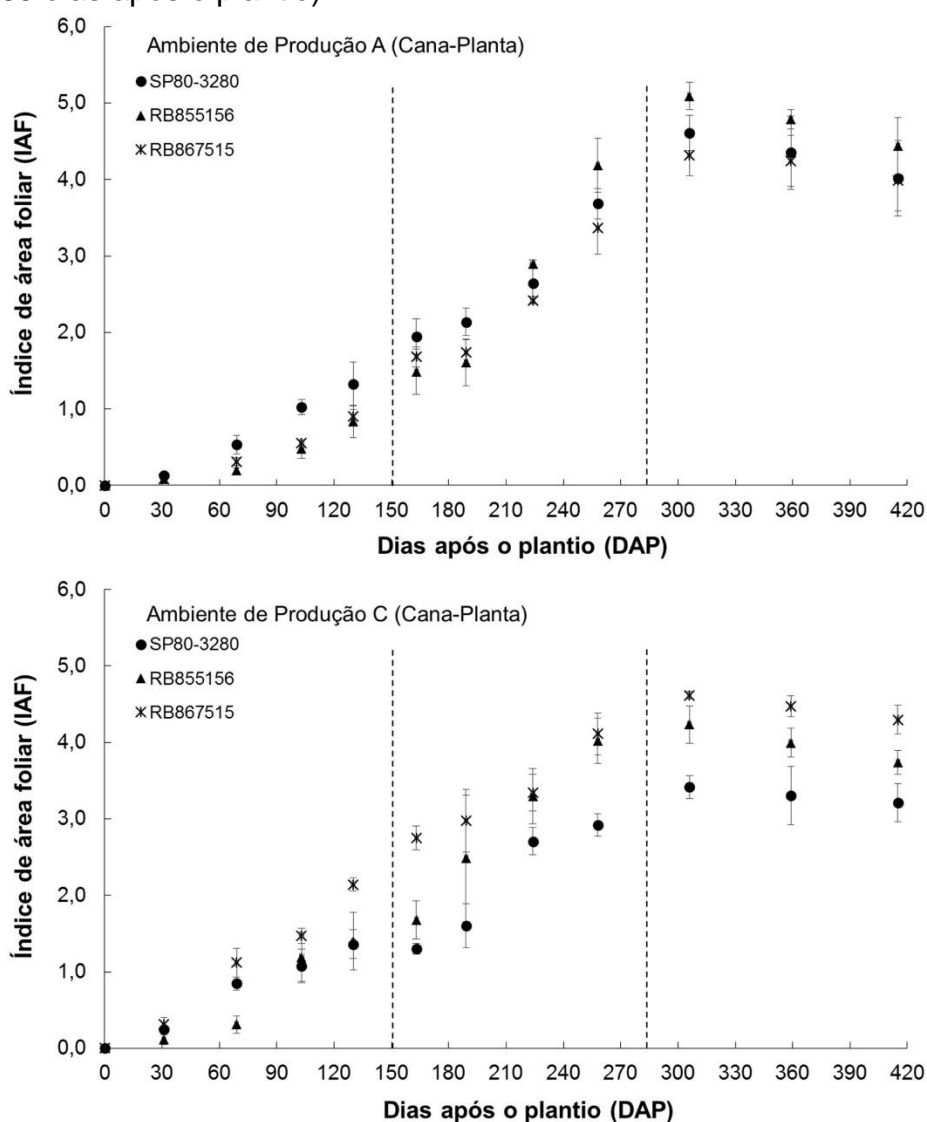 dias após o plantio)
6,0
Ambiente de Produção A (Cana-Planta)
SP80-3280
RB855156
RB867515
5,0
4,0
3,0
2,0
1,0
0,0
Índice de área foliar (IAF)
0 30 60 90 120 150 180 210 240 270 300 330 360 390 420
Dias após o plantio (DAP)
6,0
Ambiente de Produção C (Cana-Planta)
SP80-3280
RB855156
RB867515
5,0
4,0
3,0
2,0
1,0
0,0
Índice de área foliar (IAF)
0 30 60 90 120 150 180 210 240 270 300 330 360 390 420
Dias após o plantio (DAP)